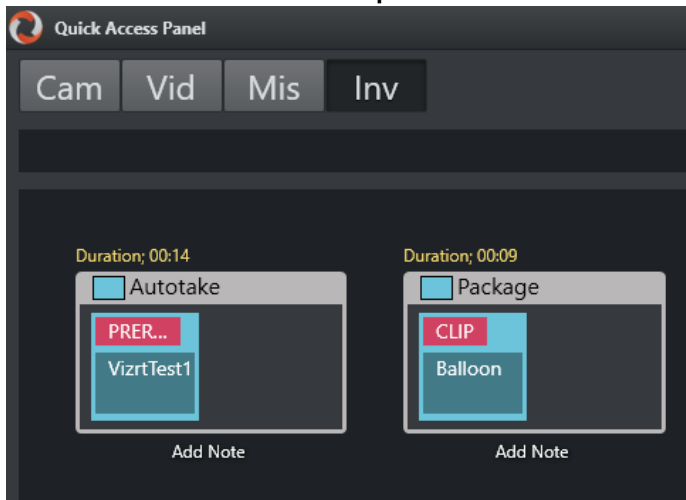 Quick Access Panel
Cam Vid Mis Inv
Duration; 00:14 Duration; 00:09
Autotake Package
PRER... CLIP
VizrtTest1 Balloon
Add Note Add Note